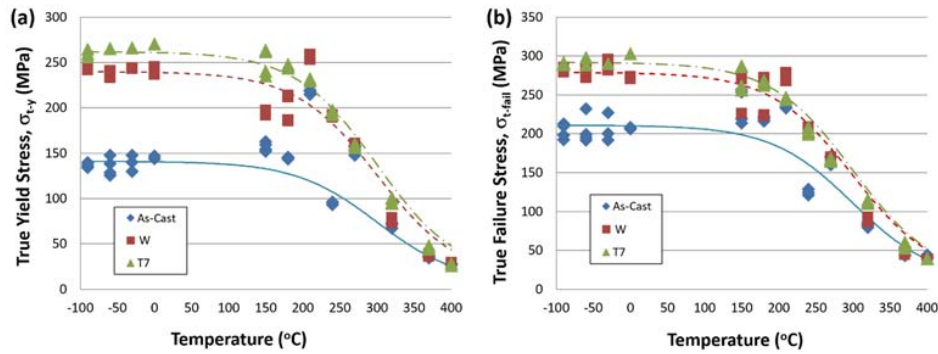 (a)
300
250
200
150
100
50
0
True Yield Stress, σt-y (MPa)
As-Cast
W
T7
-100 -50 0 50 100 150 200 250 300 350 400
Temperature (°C)
(b)
400
350
300
250
200
150
100
50
0
True Failure Stress, σt-fail (MPa)
As-Cast
W
T7
-100 -50 0 50 100 150 200 250 300 350 400
Temperature (°C)